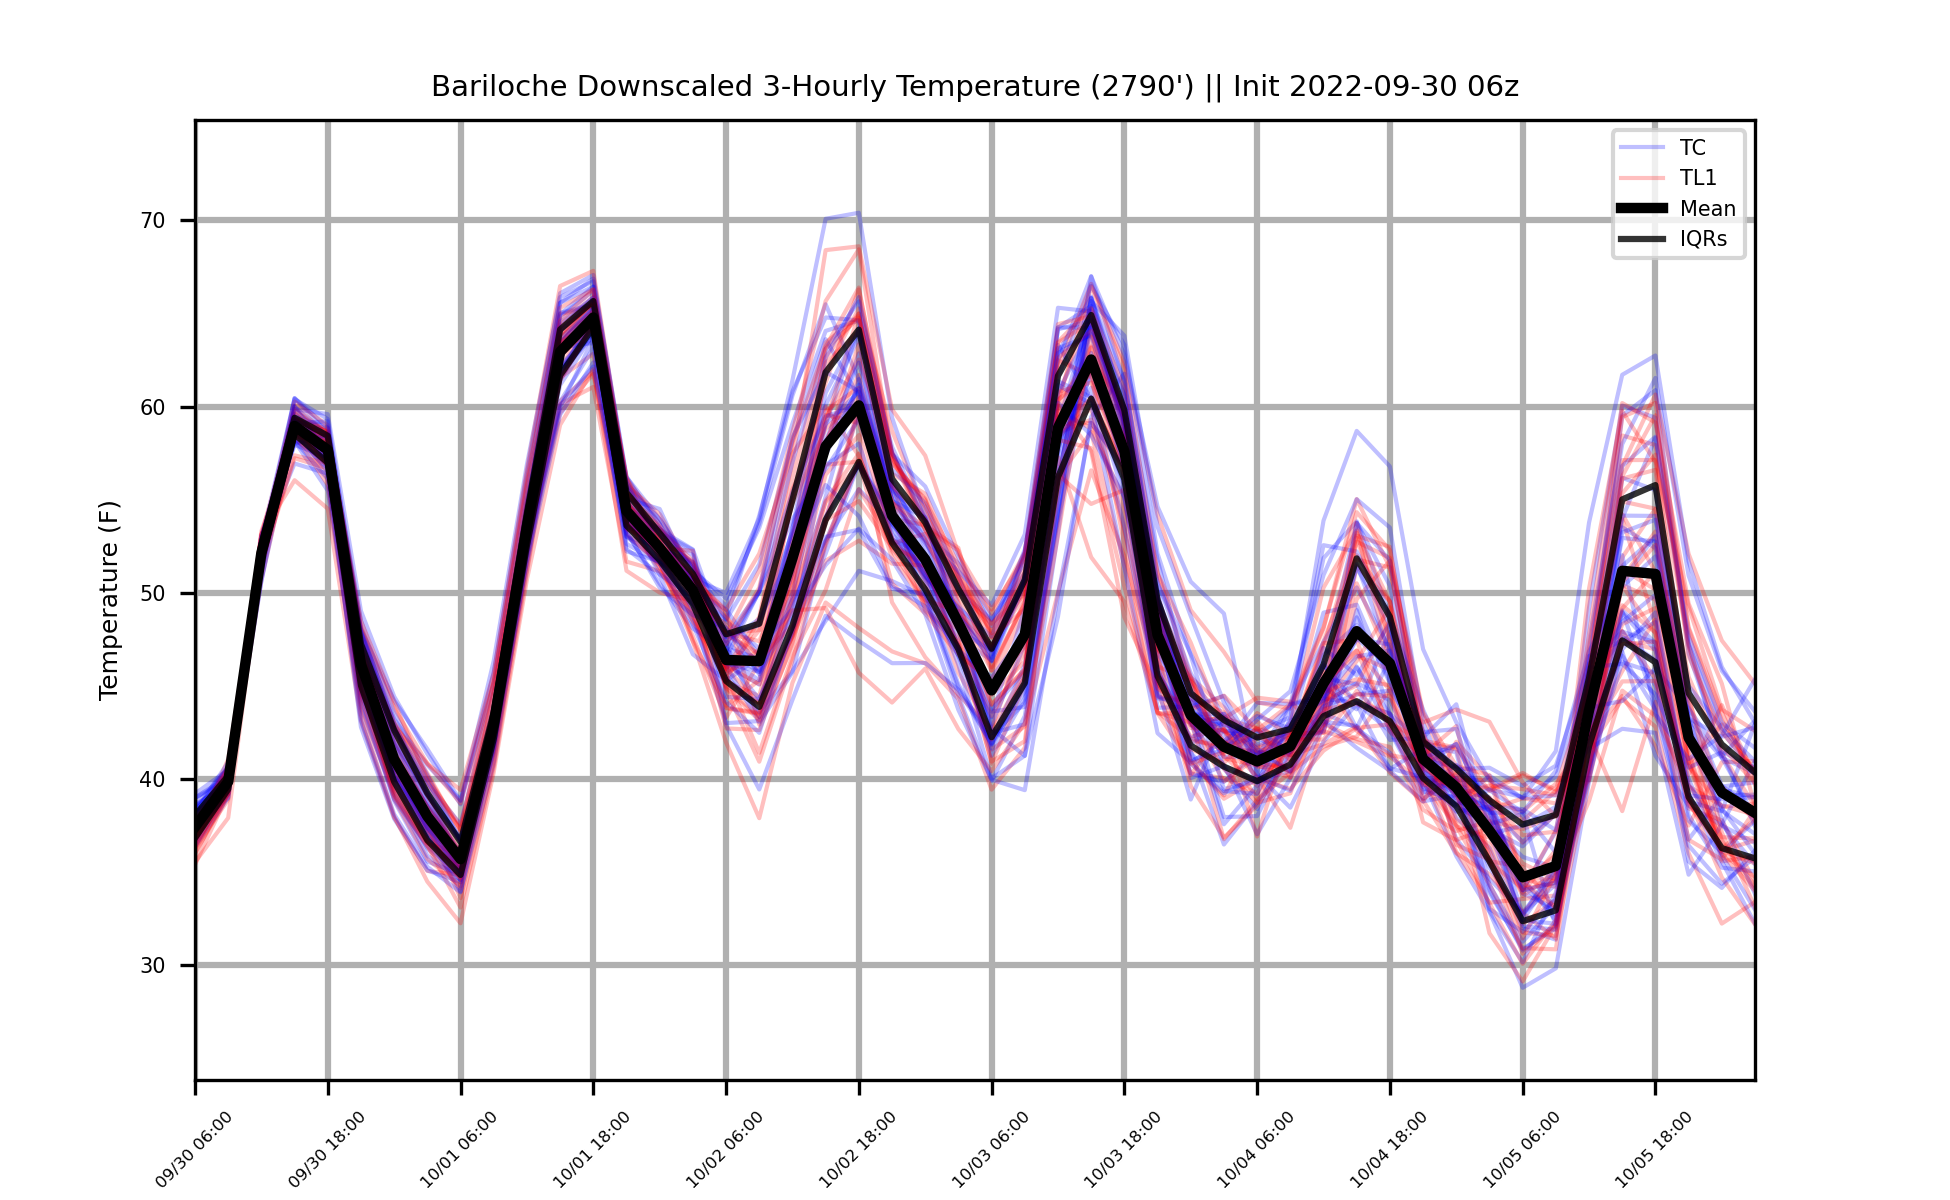 Bariloche Downscaled 3-Hourly Temperature (2790') || Init 2022-09-30 06z
TC
TL1
Mean
IQRs
Temperature (F)
70
60
50
40
30
09/30 06:00
09/30 18:00
10/01 06:00
10/01 18:00
10/02 06:00
10/02 18:00
10/03 06:00
10/03 18:00
10/04 06:00
10/04 18:00
10/05 06:00
10/05 18:00